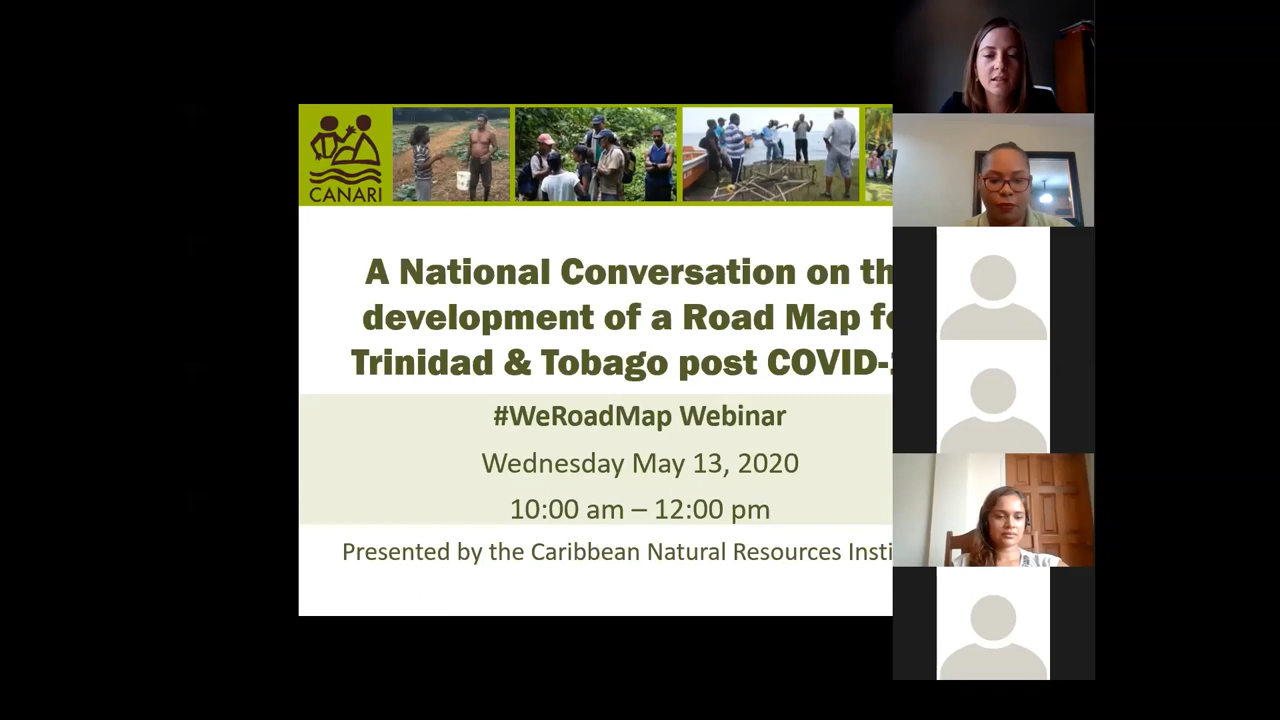 CANARI
A National Conversation on th
development of a Road Map fo
Trinidad & Tobago post COVID-
#WeRoadMap Webinar
Wednesday May 13, 2020
10:00 am – 12:00 pm
Presented by the Caribbean Natural Resources Insti